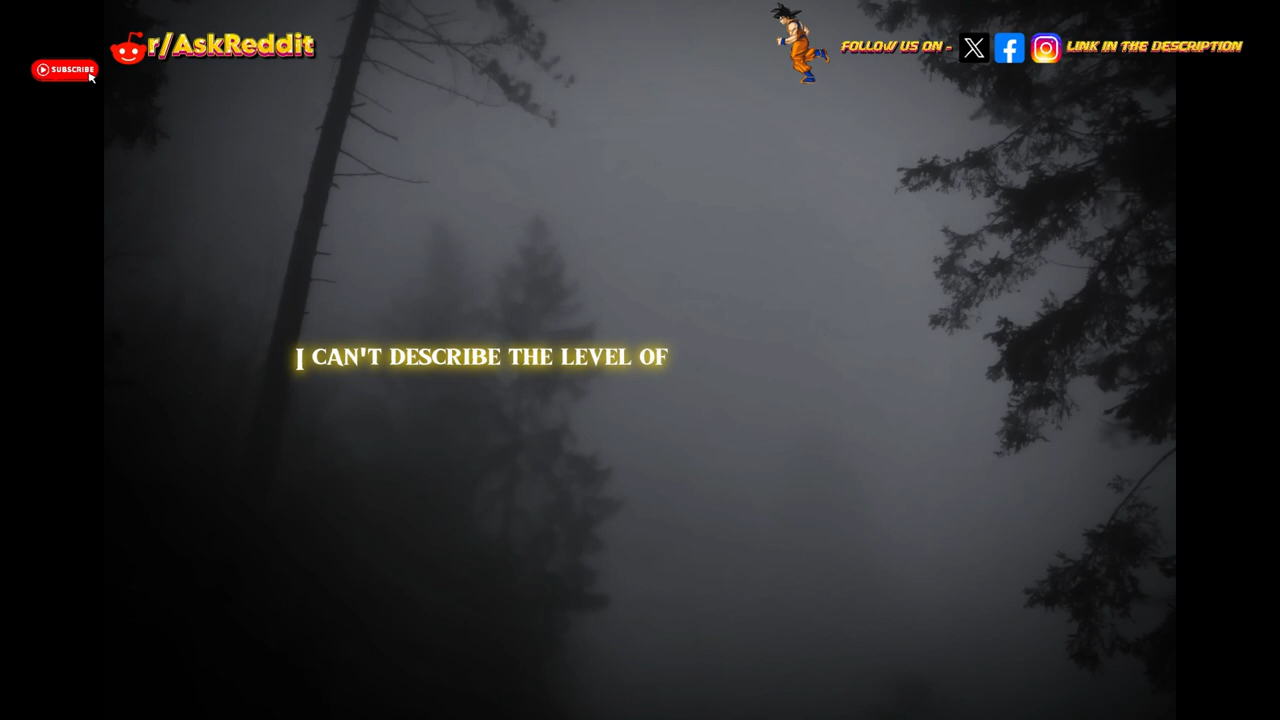 r/AskReddit
SUBSCRIBE
FOLLOW US ON -
LINK IN THE DESCRIPTION
I CAN'T DESCRIBE THE LEVEL OF